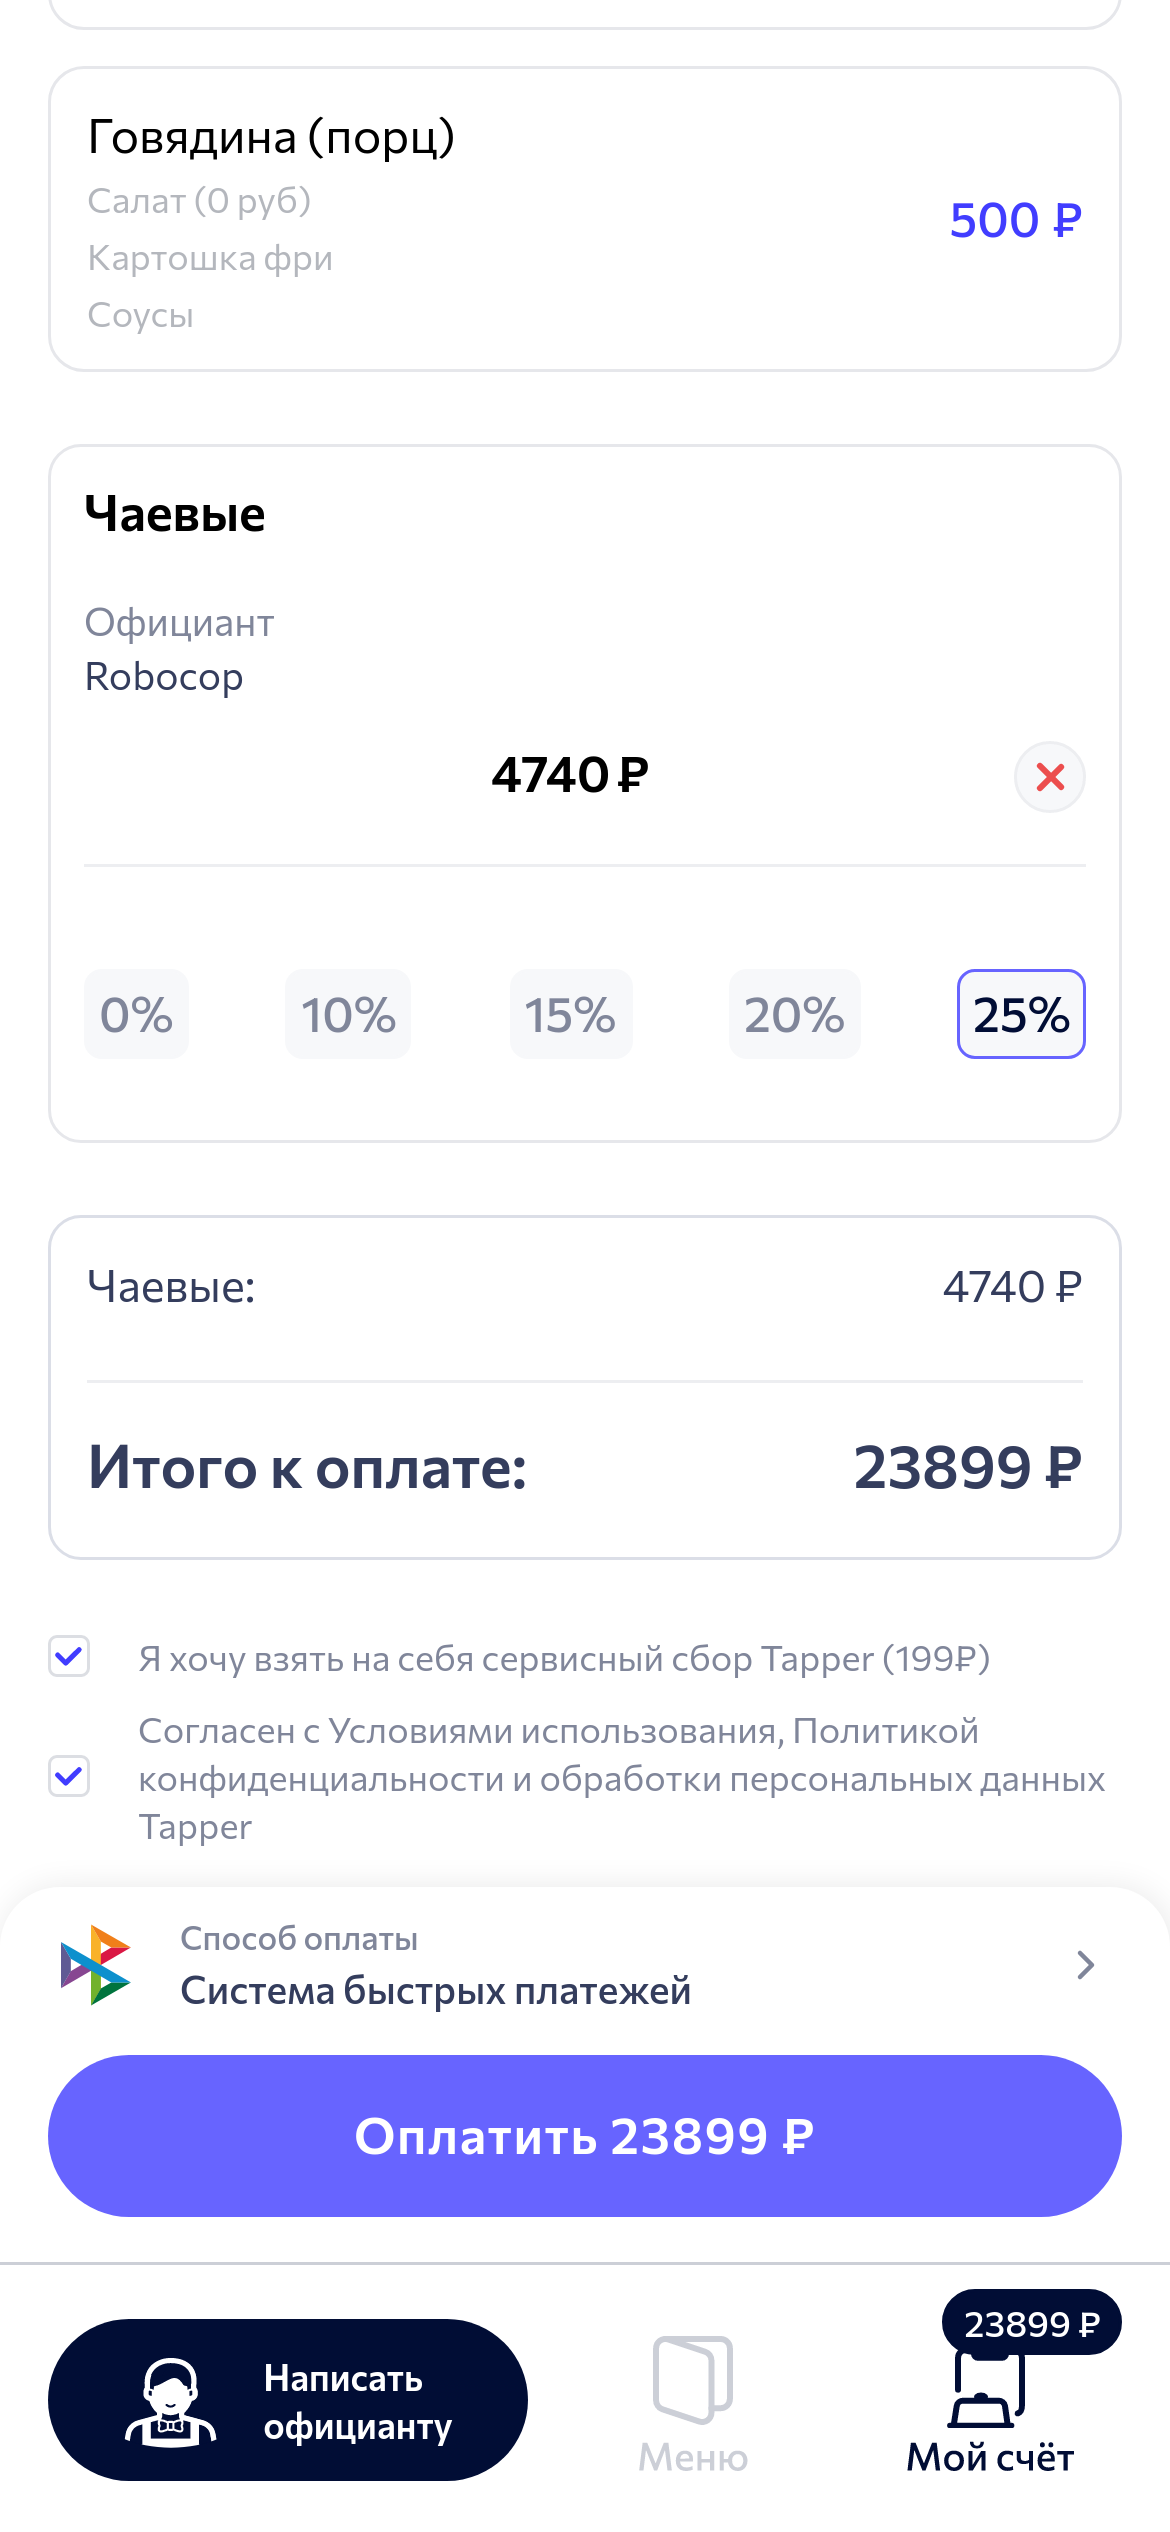 Говядина (порц)
Салат (0 руб)
Картошка фри
Соусы
500 ₽
Чаевые
Официант
Robocop
4740 ₽
0% 10% 15% 20% 25%
Чаевые: 4740 ₽
Итого к оплате: 23899 ₽
Я хочу взять на себя сервисный сбор Tapper (199₽)
Согласен с Условиями использования, Политикой
конфиденциальности и обработки персональных данных
Tapper
Способ оплаты
Система быстрых платежей
Оплатить 23899 ₽
Написать
официанту
Меню
23899 ₽
Мой счёт